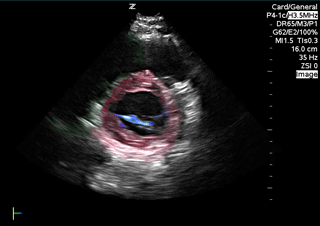 Z
Card/General
P4-1c/H3.5MHz
DR65/M3/P1
G62/E2/100%
MI1.5 TIs0.3
16.0 cm
35 Hz
ZSI 0
Image